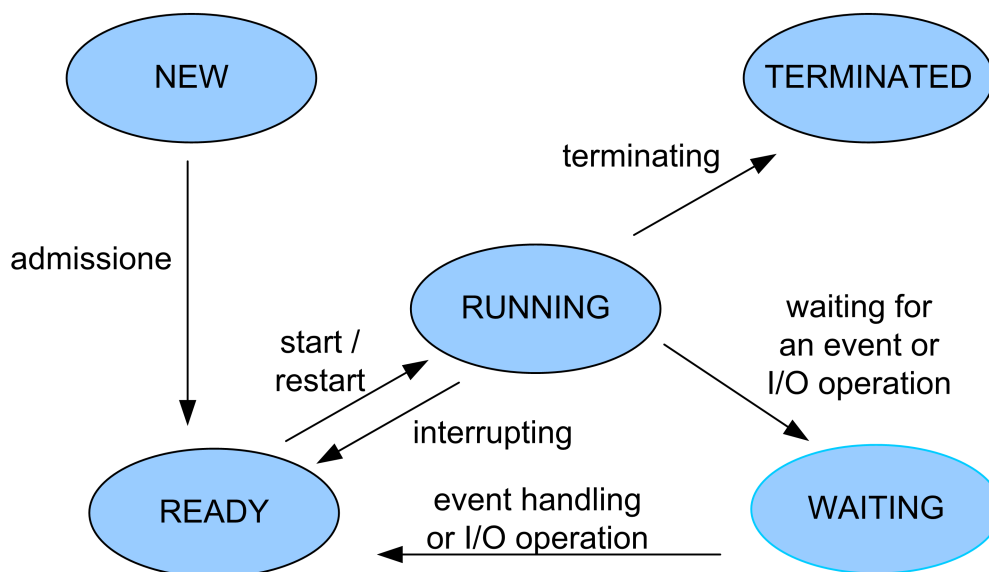 NEW
TERMINATED
terminating
admissione
RUNNING
waiting for
an event or
I/O operation
start /
restart
interrupting
READY
event handling
or I/O operation
WAITING